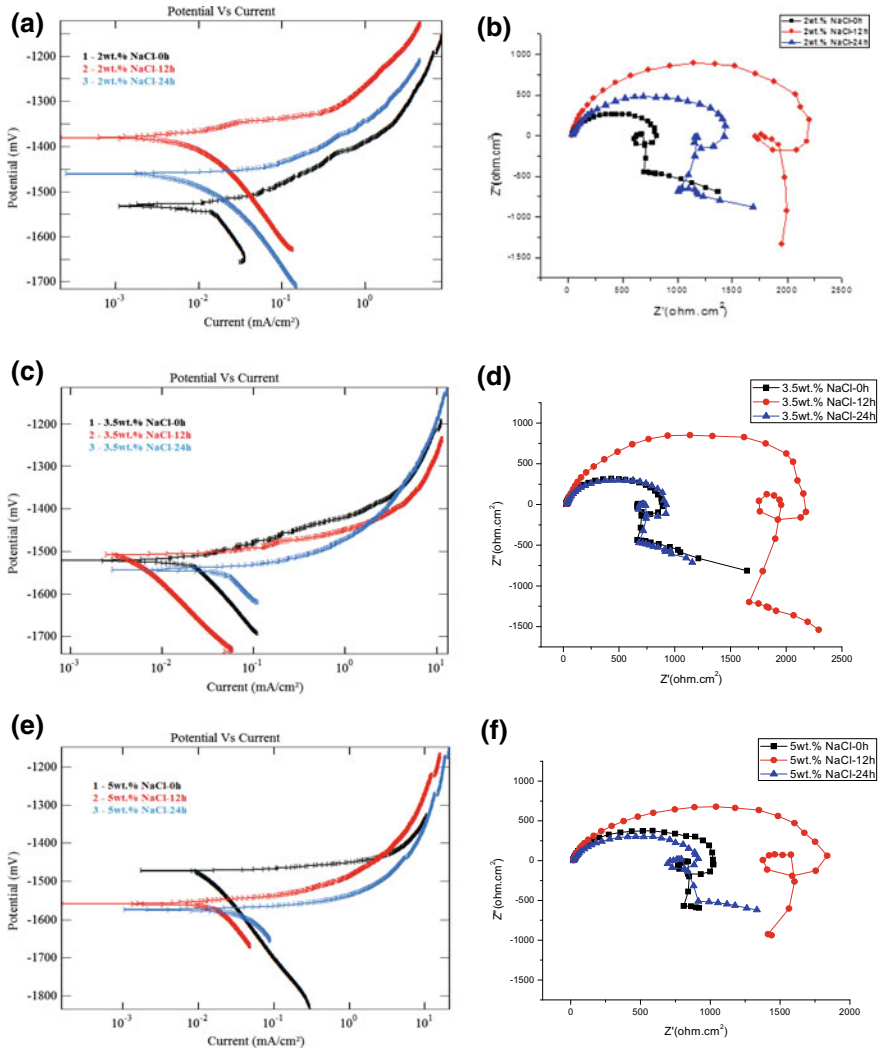 (a)
Potential Vs Current
1 - 2wt.% NaCl-0h
2 - 2wt.% NaCl-12h
3 - 2wt.% NaCl-24h
Potential (mV)
-1200
-1300
-1400
-1500
-1600
-1700
10⁻³
10⁻²
10⁻¹
10⁰
Current (mA/cm²)
(b)
2wt.% NaCl-0h
2wt.% NaCl-12h
2wt.% NaCl-24h
Z'(ohm.cm²)
1000
500
0
-500
-1000
-1500
0
500
1000
1500
2000
2500
Z'(ohm.cm²)
(c)
Potential Vs Current
1 - 3.5wt.% NaCl-0h
2 - 3.5wt.% NaCl-12h
3 - 3.5wt.% NaCl-24h
Potential (mV)
-1200
-1300
-1400
-1500
-1600
-1700
10⁻³
10⁻²
10⁻¹
10⁰
10¹
Current (mA/cm²)
(d)
3.5wt.% NaCl-0h
3.5wt.% NaCl-12h
3.5wt.% NaCl-24h
Z"(ohm.cm²)
1000
500
0
-500
-1000
-1500
0
500
1000
1500
2000
2500
Z'(ohm.cm²)
(e)
Potential Vs Current
1 - 5wt.% NaCl-0h
2 - 5wt.% NaCl-12h
3 - 5wt.% NaCl-24h
Potential (mV)
-1200
-1300
-1400
-1500
-1600
-1700
-1800
10⁻³
10⁻²
10⁻¹
10⁰
10¹
Current (mA/cm²)
(f)
5wt.% NaCl-0h
5wt.% NaCl-12h
5wt.% NaCl-24h
Z"(ohm.cm²)
1000
500
0
-500
-1000
-1500
0
500
1000
1500
2000
Z'(ohm.cm²)